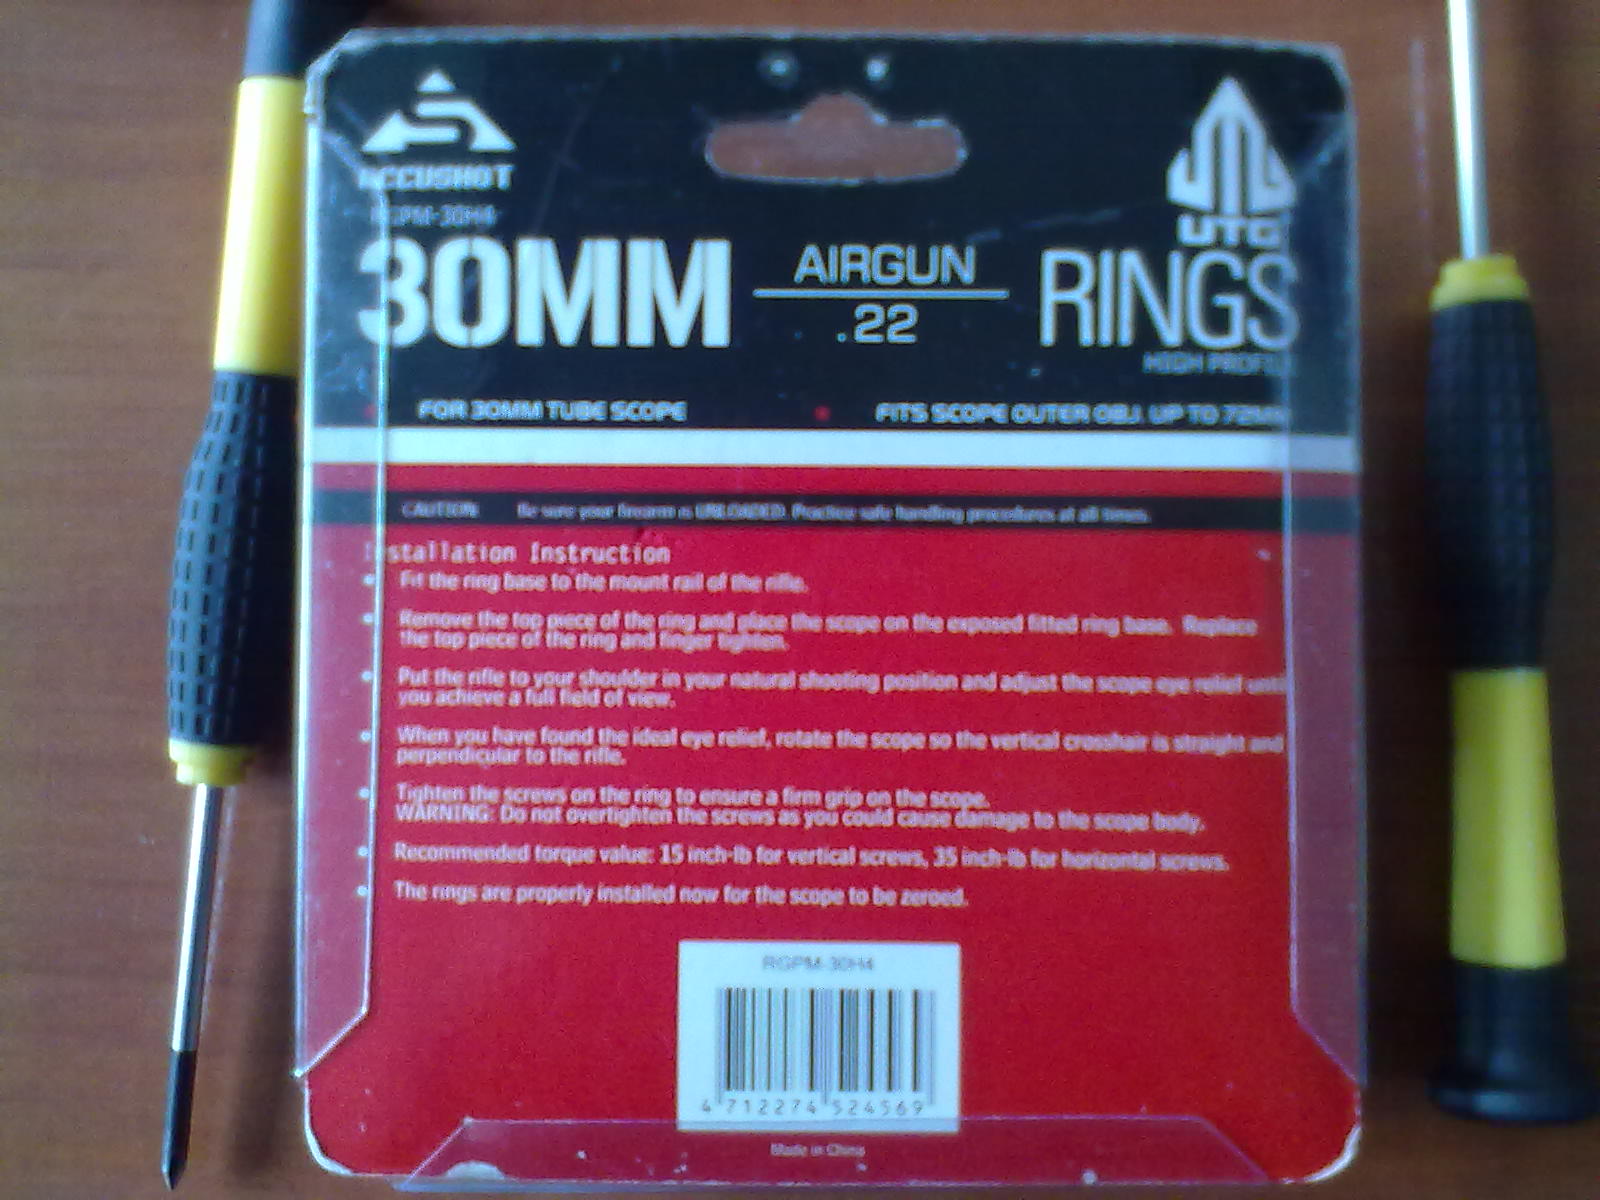 ACCUSHOT
UTG
RGPM-30H4
30MM AIRGUN .22 RINGS
HIGH PROFILE
FOR 30MM TUBE SCOPE • FITS SCOPE OUTER OBJ. UP TO 72MM
CAUTION: Be sure your firearm is UNLOADED. Practice safe handling procedures at all times.
Installation Instruction
• Fit the ring base to the mount rail of the rifle.
• Remove the top piece of the ring and place the scope on the exposed fitted ring base. Replace
the top piece of the ring and finger tighten.
• Put the rifle to your shoulder in your natural shooting position and adjust the scope eye relief until
you achieve a full field of view.
• When you have found the ideal eye relief, rotate the scope so the vertical crosshair is straight and
perpendicular to the rifle.
• Tighten the screws on the ring to ensure a firm grip on the scope.
WARNING: Do not overtighten the screws as you could cause damage to the scope body.
• Recommended torque value: 15 inch-lb for vertical screws, 35 inch-lb for horizontal screws.
• The rings are properly installed now for the scope to be zeroed.
RGPM-30H4
4 712274 524569
Made in China